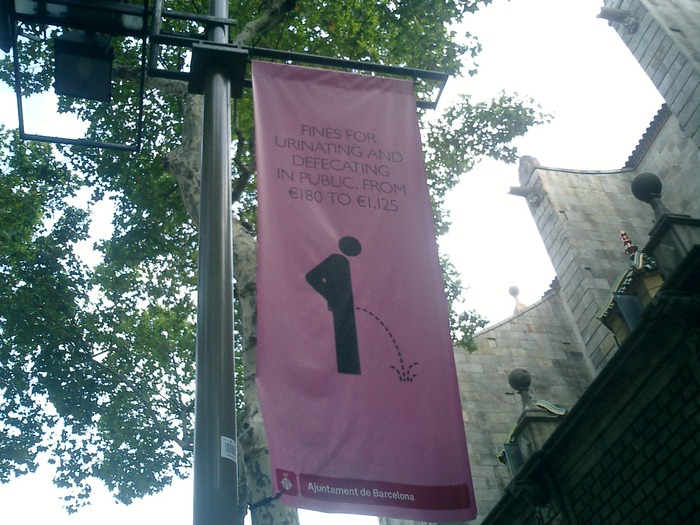 FINES FOR
URINATING AND
DEFECATING
IN PUBLIC, FROM
€180 TO €1,125
Ajuntament de Barcelona